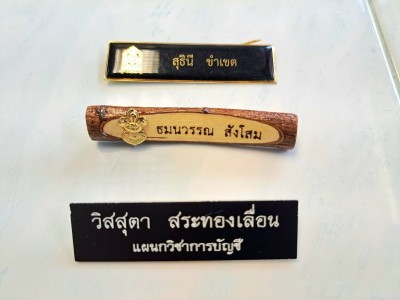 สุธินี ขำเขต
ธมนวรรณ สังโสม
วิสสุตา สระทองเลื่อน
แผนกวิชาการบัญชี